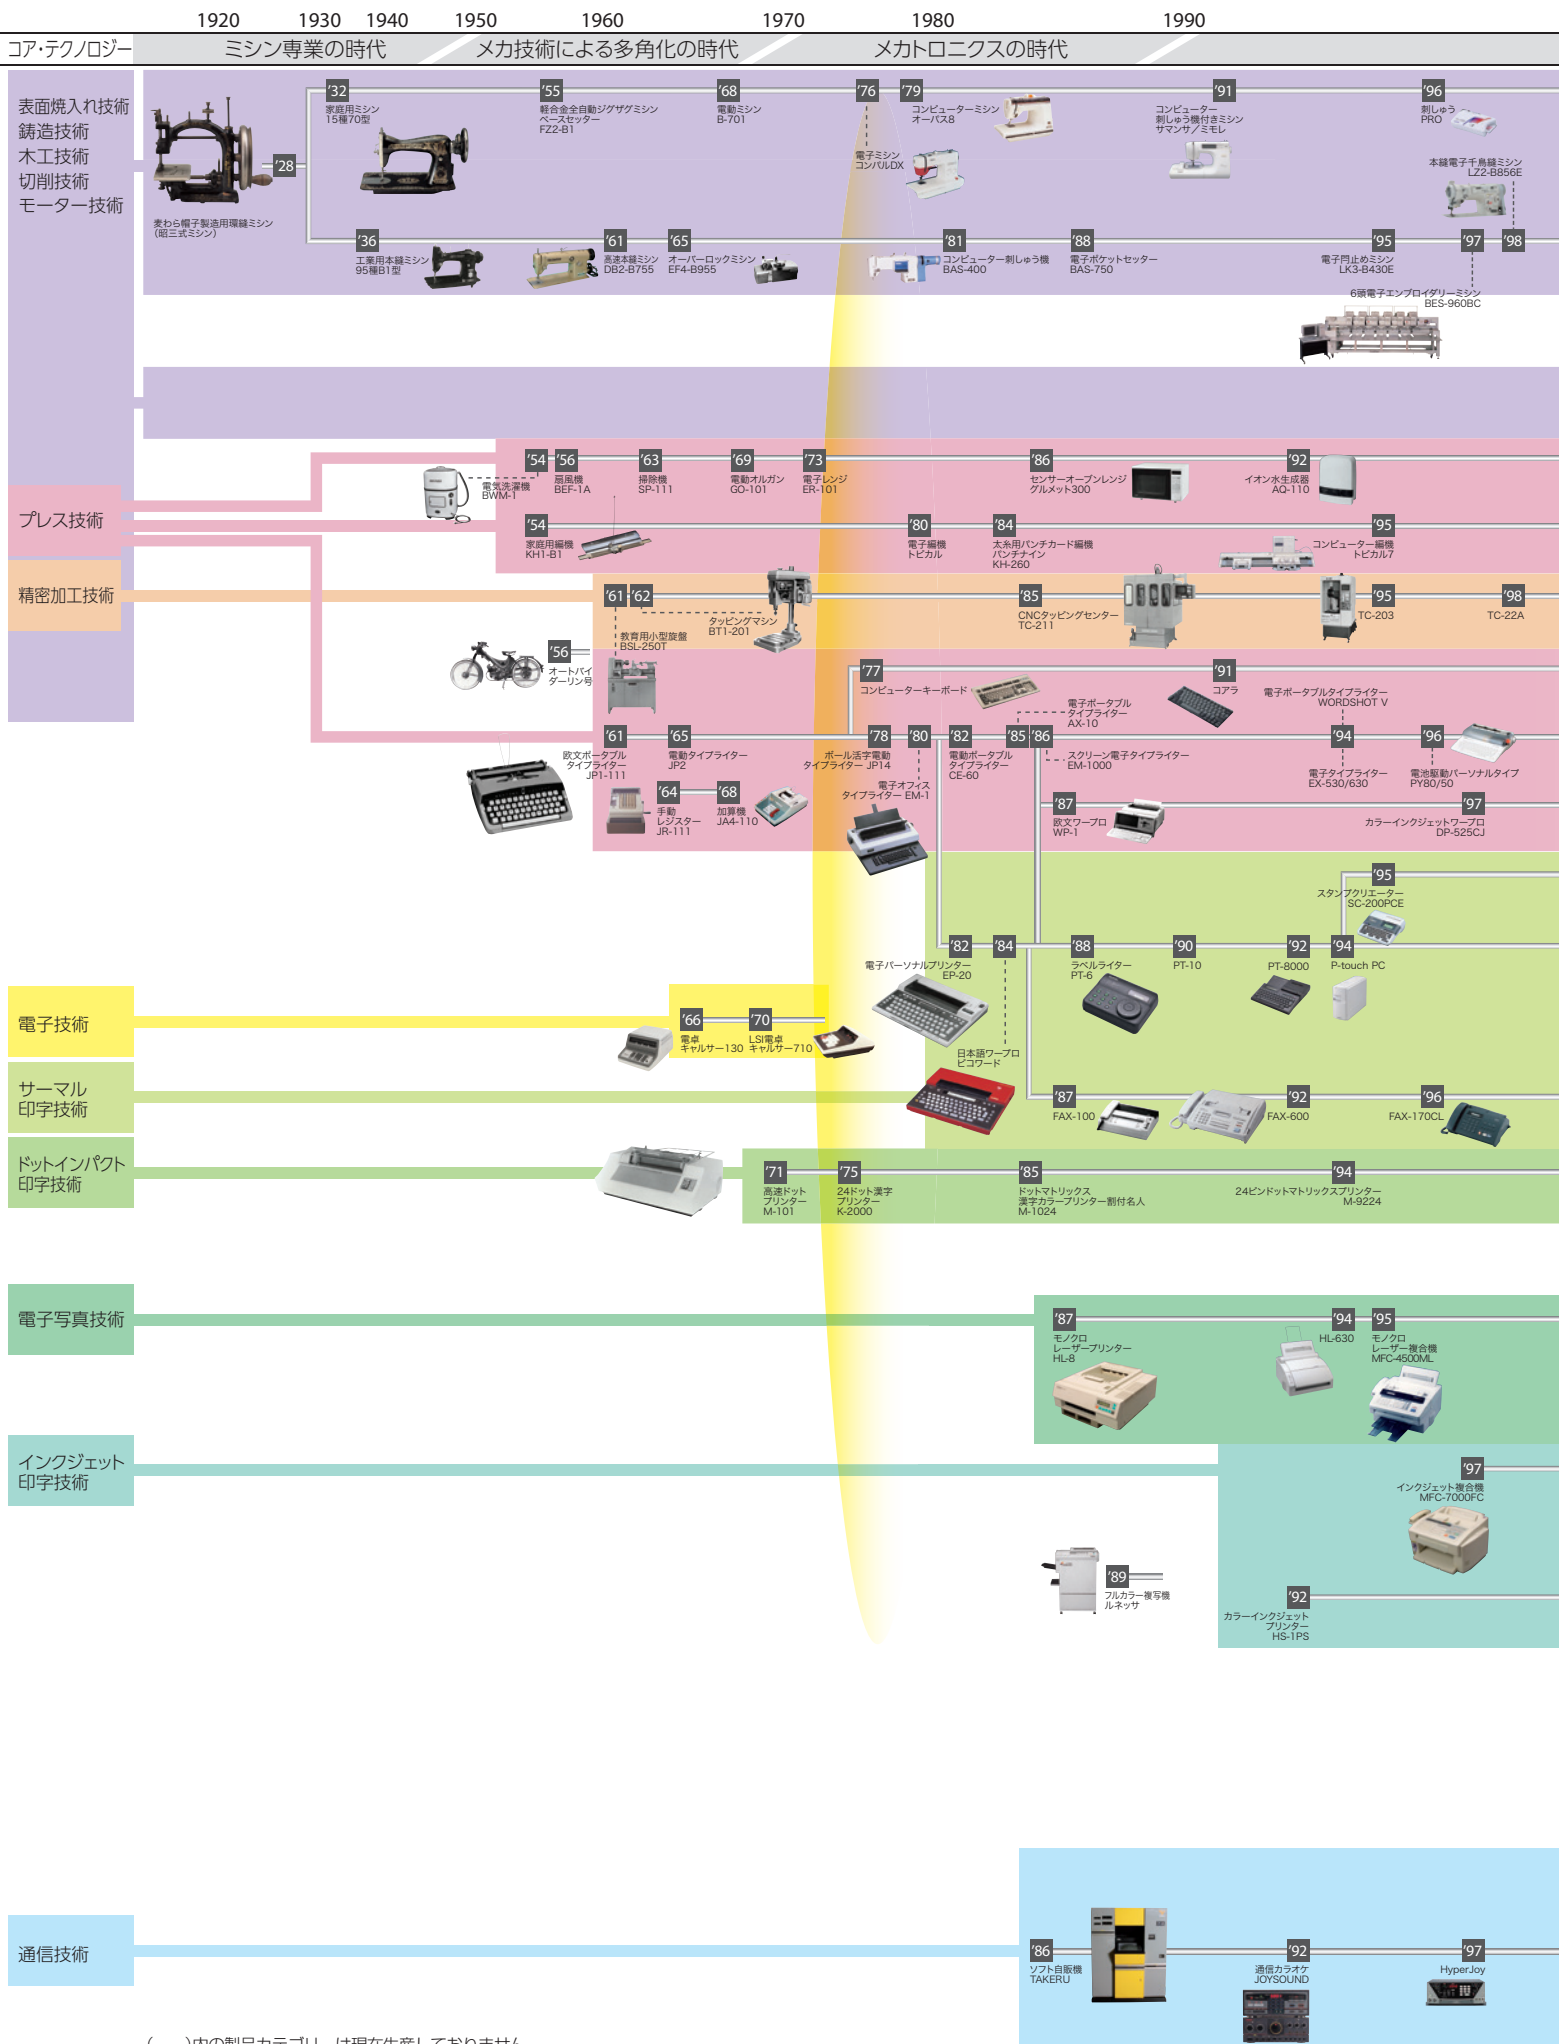 1920 1930 1940 1950 1960 1970 1980 1990
コア・テクノロジー ミシン専業の時代 メカ技術による多角化の時代 メカトロニクスの時代
表面焼入れ技術
鋳造技術
木工技術
切削技術
モーター技術
麦わら帽子製造用環縫ミシン
（昭三式ミシン）
'28
'32
家庭用ミシン
15種70型
'55
軽合金全自動ジグザグミシン
ペースセッター
FZ2-B1
'68
電動ミシン
B-701
'76
電子ミシン
コンパルDX
'79
コンピューターミシン
オーパス8
'91
コンピューター
刺しゅう機付きミシン
サマンサ／ミモレ
'96
刺しゅう
PRO
本縫電子千鳥縫ミシン
LZ2-B856E
'36
工業用本縫ミシン
95種B1型
'61
高速本縫ミシン
DB2-B755
'65
オーバーロックミシン
EF4-B955
'81
コンピューター刺しゅう機
BAS-400
'88
電子ポケットセッター
BAS-750
'95
電子閂止めミシン
LK3-B430E
'97
'98
6頭電子エンブロイダリーミシン
BES-960BC
プレス技術
'54
電気洗濯機
BWM-1
'56
扇風機
BEF-1A
'63
掃除機
SP-111
'69
電動オルガン
GO-101
'73
電子レンジ
ER-101
'86
センサーオーブンレンジ
グルメット300
'92
イオン水生成器
AQ-110
'54
家庭用編機
KH1-B1
'80
電子編機
トピカル
'84
太糸用パンチカード編機
パンチナイン
KH-260
'95
コンピューター編機
トピカル7
精密加工技術
'61
教育用小型旋盤
BSL-250T
'62
タッピングマシン
BT1-201
'85
CNCタッピングセンター
TC-211
'95
TC-203
'98
TC-22A
'56
オートバイ
ダーリン号
'77
コンピューターキーボード
'91
コアラ
電子ポータブル
タイプライター
AX-10
電子ポータブルタイプライター
WORDSHOT V
'61
欧文ポータブル
タイプライター
JP1-111
'65
電動タイプライター
JP2
'78
ボール活字電動
タイプライター JP14
'80
電子オフィス
タイプライター EM-1
'82
電動ポータブル
タイプライター
CE-60
'85
'86
スクリーン電子タイプライター
EM-1000
'94
電子タイプライター
EX-530/630
'96
電池駆動パーソナルタイプ
PY80/50
'64
手動
レジスター
JR-111
'68
加算機
JA4-110
'87
欧文ワープロ
WP-1
'97
カラーインクジェットワープロ
DP-525CJ
'95
スタンプクリエーター
SC-200PCE
'82
電子パーソナルプリンター
EP-20
'84
日本語ワープロ
ピコワード
'88
ラベルライター
PT-6
'90
PT-10
'92
PT-8000
'94
P-touch PC
電子技術
'66
電卓
キャルサー130
'70
LSI電卓
キャルサー710
サーマル
印字技術
'87
FAX-100
'92
FAX-600
'96
FAX-170CL
ドットインパクト
印字技術
'71
高速ドット
プリンター
M-101
'75
24ドット漢字
プリンター
K-2000
'85
ドットマトリックス
漢字カラープリンター割付名人
M-1024
'94
24ピンドットマトリックスプリンター
M-9224
電子写真技術
'87
モノクロ
レーザープリンター
HL-8
'94
HL-630
'95
モノクロ
レーザー複合機
MFC-4500ML
インクジェット
印字技術
'97
インクジェット複合機
MFC-7000FC
'89
フルカラー複写機
ルネッサ
'92
カラーインクジェット
プリンター
HS-1PS
通信技術
'86
ソフト自販機
TAKERU
'92
通信カラオケ
JOYSOUND
'97
HyperJoy
（　　）内の製品カテゴリーは現在生産しておりません